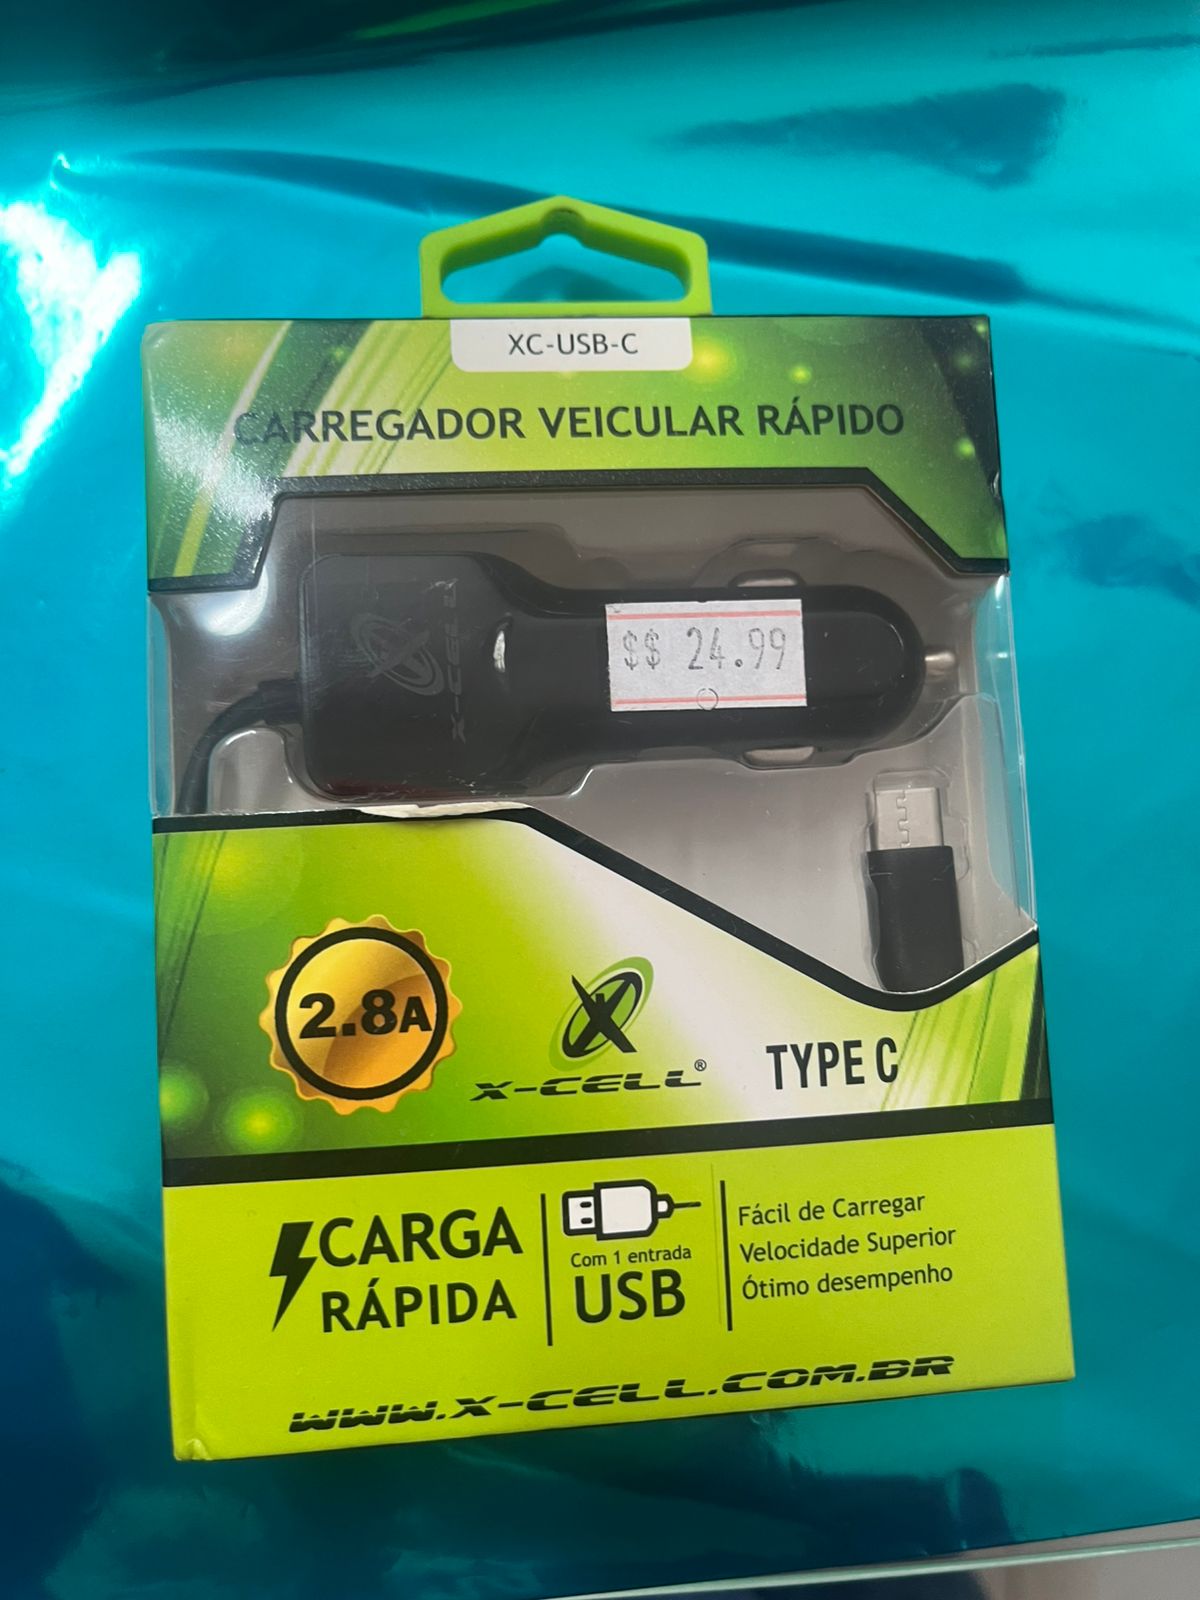 XC-USB-C
CARREGADOR VEICULAR RÁPIDO
X-CELL
$$ 24.99
2.8A
X-CELL®
TYPE C
CARGA
RÁPIDA
Com 1 entrada
USB
Fácil de Carregar
Velocidade Superior
Ótimo desempenho
WWW.X-CELL.COM.BR